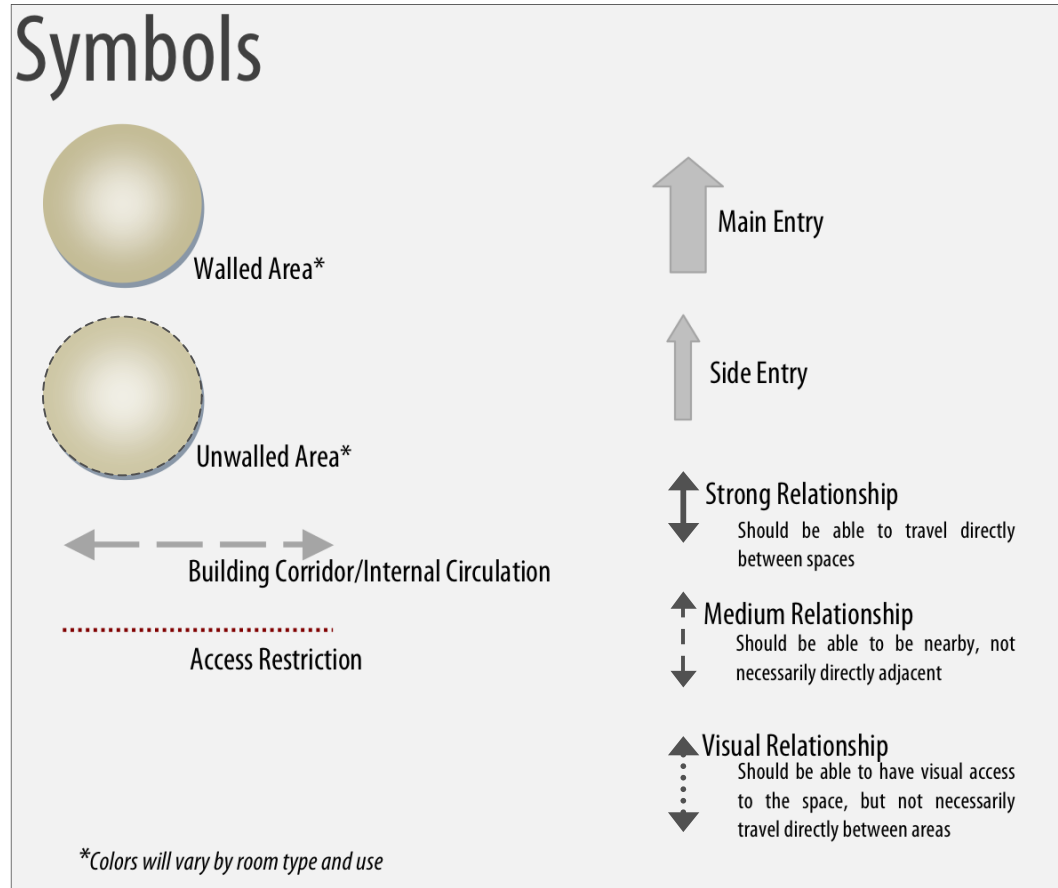 Symbols
Walled Area*
Unwalled Area*
Building Corridor/Internal Circulation
Access Restriction
Main Entry
Side Entry
Strong Relationship
Should be able to travel directly
between spaces
Medium Relationship
Should be able to be nearby, not
necessarily directly adjacent
Visual Relationship
Should be able to have visual access
to the space, but not necessarily
travel directly between areas
*Colors will vary by room type and use